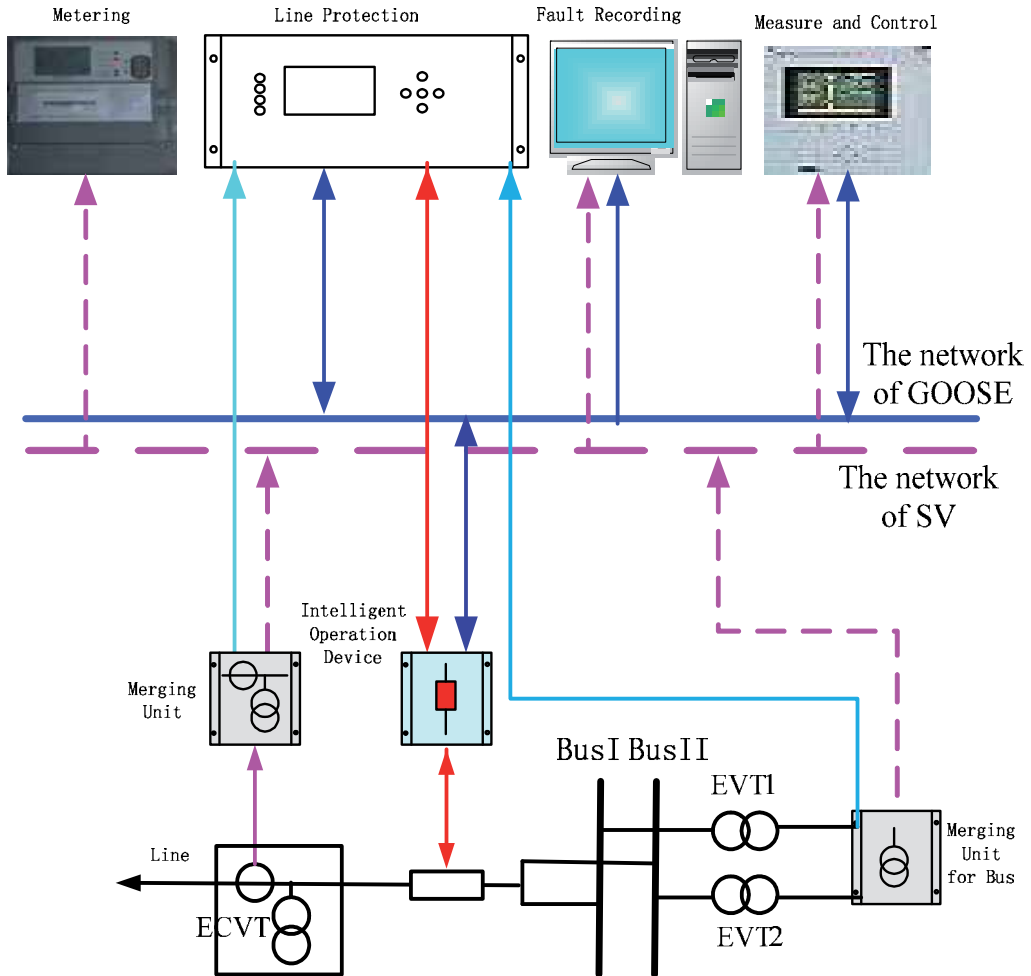 Metering
Line Protection
Fault Recording
Measure and Control
The network
of GOOSE
The network
of SV
Intelligent
Operation
Device
Merging
Unit
BusI
BusII
EVT1
Merging
Unit
for Bus
Line
ECVT
EVT2